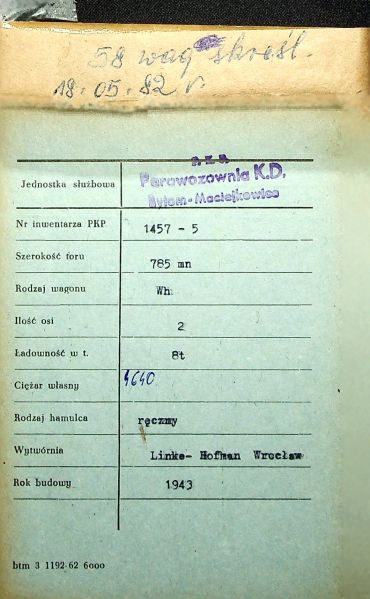 58 wag skreśl.
18.05.82 r.
P.K.P.
Jednostka służbowa Parowozownia K.D.
Bytom-Maciejkowice
Nr inwentarza PKP 1457 - 5
Szerokość toru 785 mn
Rodzaj wagonu Wh
Ilość osi 2
Ładowność w t. 8t
Ciężar własny 4640
Rodzaj hamulca ręczny
Wytwórnia Linke- Hofman Wrocław
Rok budowy 1943
btm 3 1192-62 6000